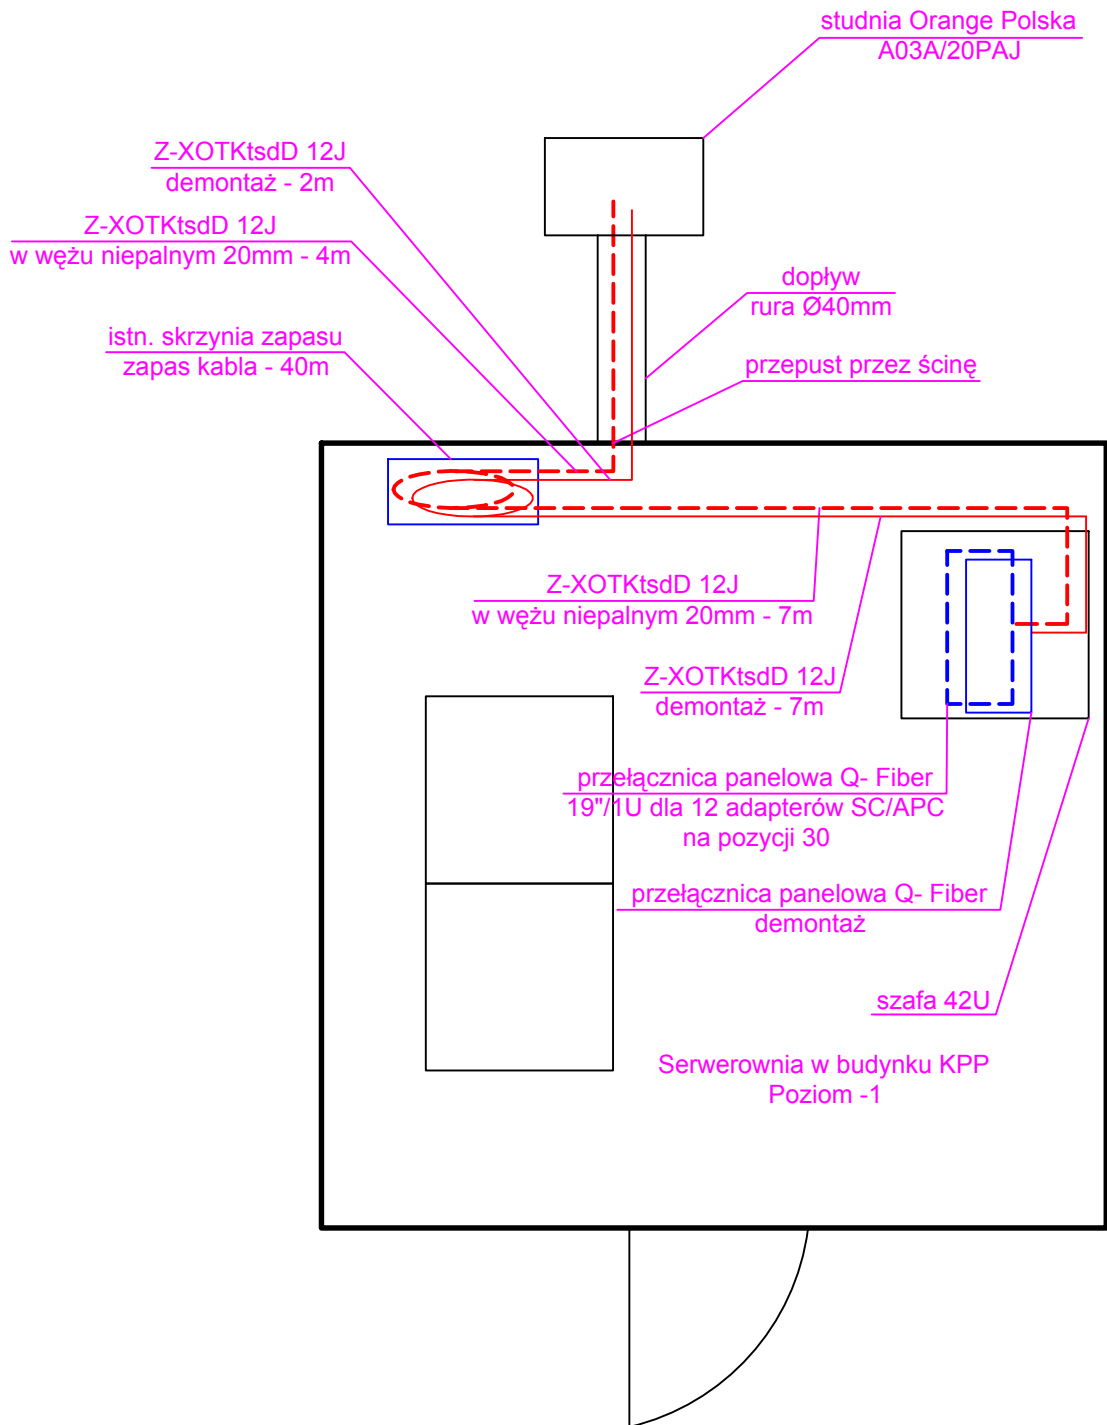 studnia Orange Polska
A03A/20PAJ
Z-XOTKtsdD 12J
demontaż - 2m
Z-XOTKtsdD 12J
w wężu niepalnym 20mm - 4m
dopływ
rura Ø40mm
istn. skrzynia zapasu
zapas kabla - 40m
przepust przez ścinę
Z-XOTKtsdD 12J
w wężu niepalnym 20mm - 7m
Z-XOTKtsdD 12J
demontaż - 7m
przełącznica panelowa Q- Fiber
19"/1U dla 12 adapterów SC/APC
na pozycji 30
przełącznica panelowa Q- Fiber
demontaż
szafa 42U
Serwerownia w budynku KPP
Poziom -1